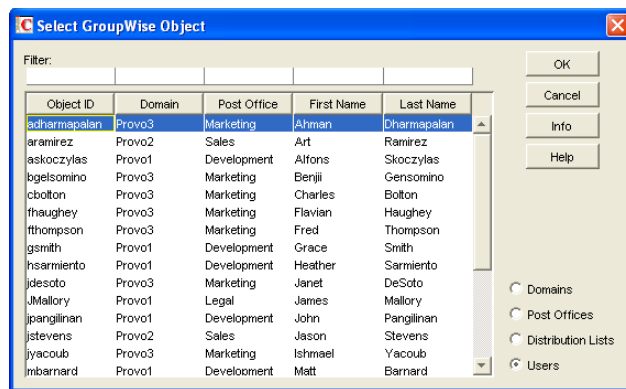 Select GroupWise Object
Filter:
OK
Cancel
Info
Help
Object ID Domain Post Office First Name Last Name
adharmapalan Provo3 Marketing Ahman Dharmapalan
aramirez Provo2 Sales Art Ramirez
askoczylas Provo1 Development Alfons Skoczylas
bgelsomino Provo3 Marketing Benjii Gensomino
cbolton Provo3 Marketing Charles Bolton
fhaughey Provo3 Marketing Flavian Haughey
fthompson Provo3 Marketing Fred Thompson
gsmith Provo1 Development Grace Smith
hsarmiento Provo1 Development Heather Sarmiento
jdesoto Provo3 Marketing Janet DeSoto
JMallory Provo1 Legal James Mallory
jpangilinan Provo1 Development John Pangilinan
jstevens Provo2 Sales Jason Stevens
jyacoub Provo3 Marketing Ishmael Yacoub
mbarnard Provo1 Development Matt Barnard
Domains
Post Offices
Distribution Lists
Users